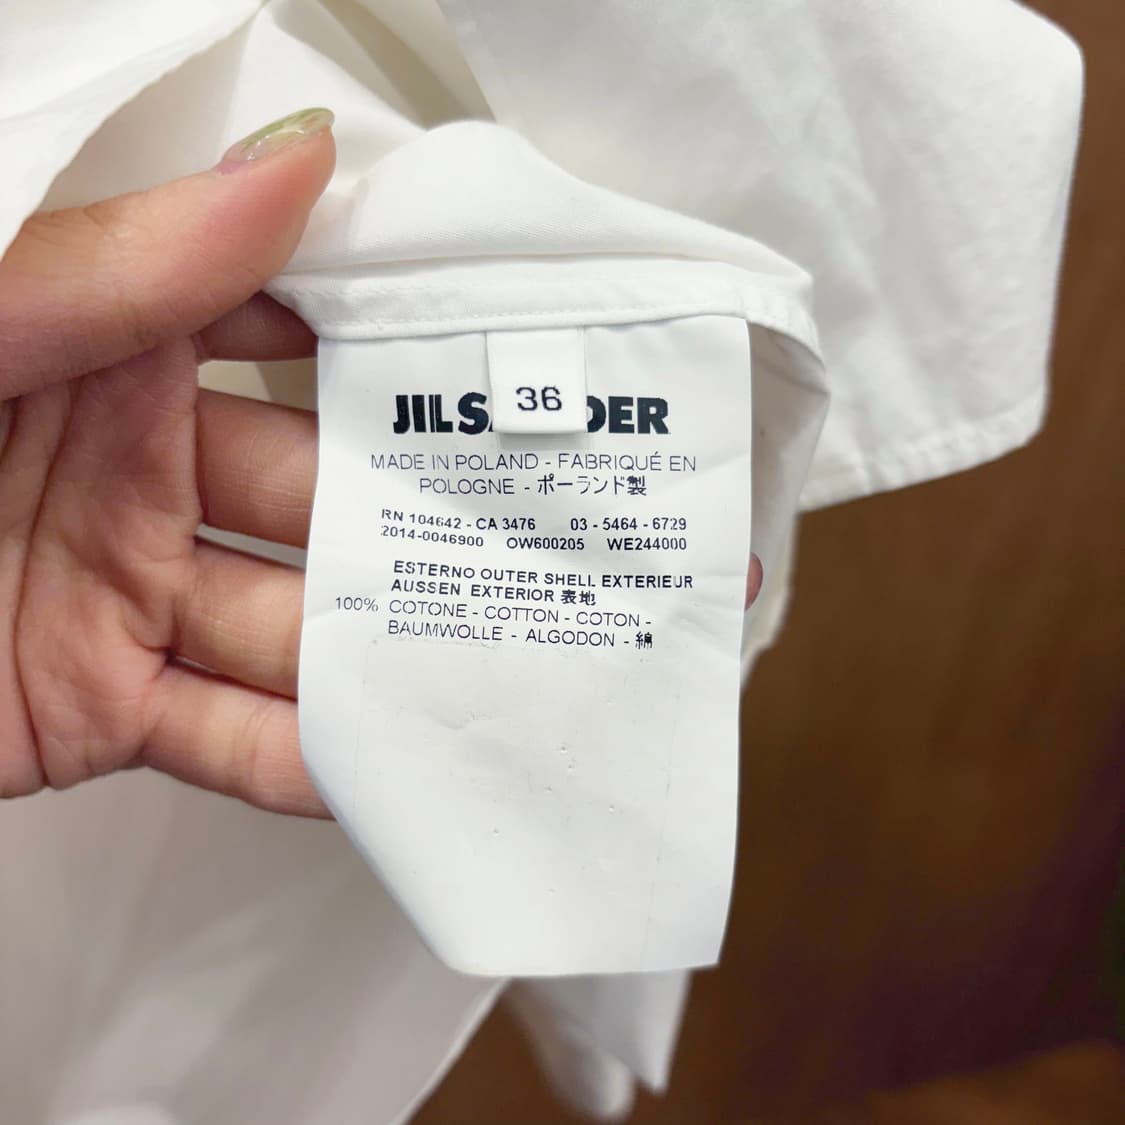 36
JIL S DER
MADE IN POLAND - FABRIQUÉ EN
POLOGNE - ポーランド製
RN 104642 - CA 3476 03 - 5464 - 6729
2014-0046900 OW600205 WE244000
ESTERNO OUTER SHELL EXTERIEUR
AUSSEN EXTERIOR 表地
100% COTONE - COTTON - COTON -
BAUMWOLLE - ALGODON - 綿